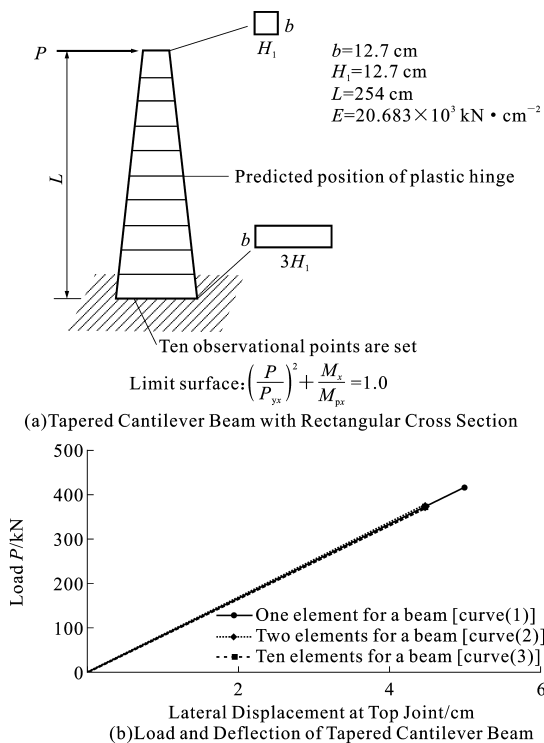 b
H₁
P
b=12.7 cm
H₁=12.7 cm
L=254 cm
E=20.683×10³ kN·cm⁻²
L
Predicted position of plastic hinge
b
3H₁
Ten observational points are set
Limit surface:(P/P_yx)²+M_x/M_px=1.0
(a)Tapered Cantilever Beam with Rectangular Cross Section
500
400
300
200
100
0
Load P/kN
One element for a beam [curve(1)]
Two elements for a beam [curve(2)]
Ten elements for a beam [curve(3)]
2 4 6
Lateral Displacement at Top Joint/cm
(b)Load and Deflection of Tapered Cantilever Beam